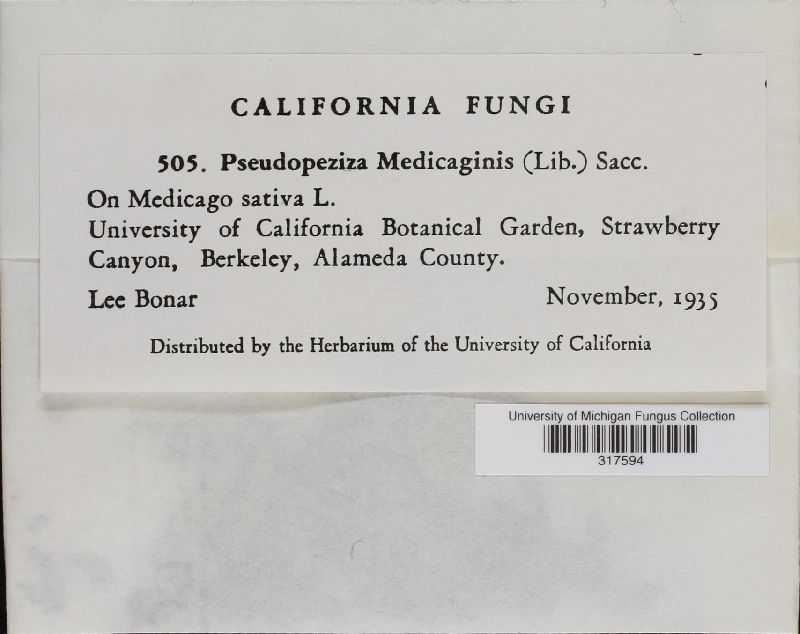 CALIFORNIA FUNGI
505. Pseudopeziza Medicaginis (Lib.) Sacc.
On Medicago sativa L.
University of California Botanical Garden, Strawberry
Canyon, Berkeley, Alameda County.
Lee Bonar November, 1935
Distributed by the Herbarium of the University of California
University of Michigan Fungus Collection
317594